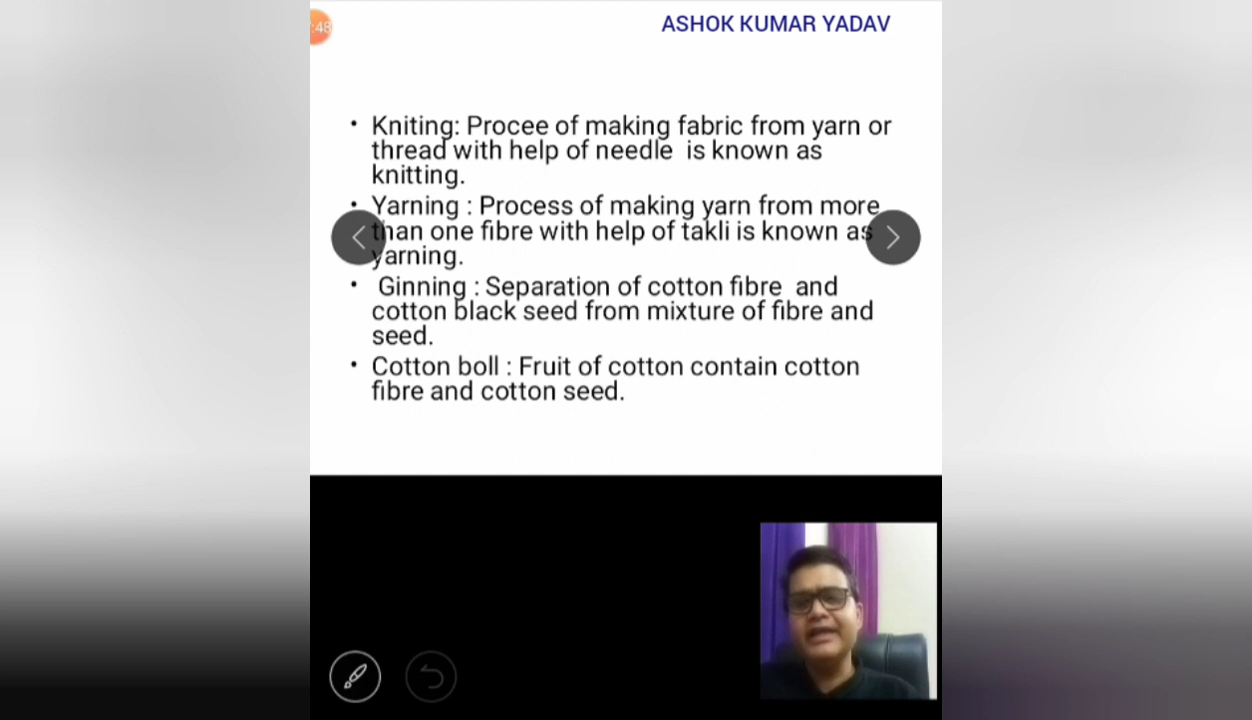 :48
ASHOK KUMAR YADAV
• Kniting: Procee of making fabric from yarn or
thread with help of needle is known as
knitting.
• Yarning : Process of making yarn from more
than one fibre with help of takli is known as
yarning.
• Ginning : Separation of cotton fibre and
cotton black seed from mixture of fibre and
seed.
• Cotton boll : Fruit of cotton contain cotton
fibre and cotton seed.